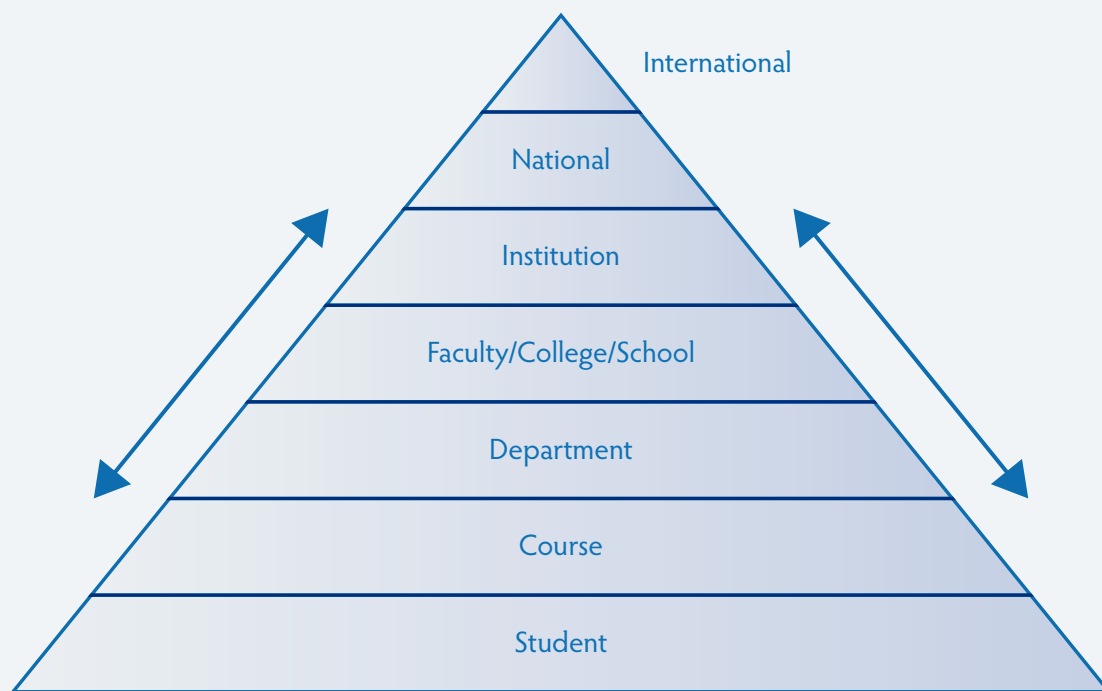 International
National
Institution
Faculty/College/School
Department
Course
Student